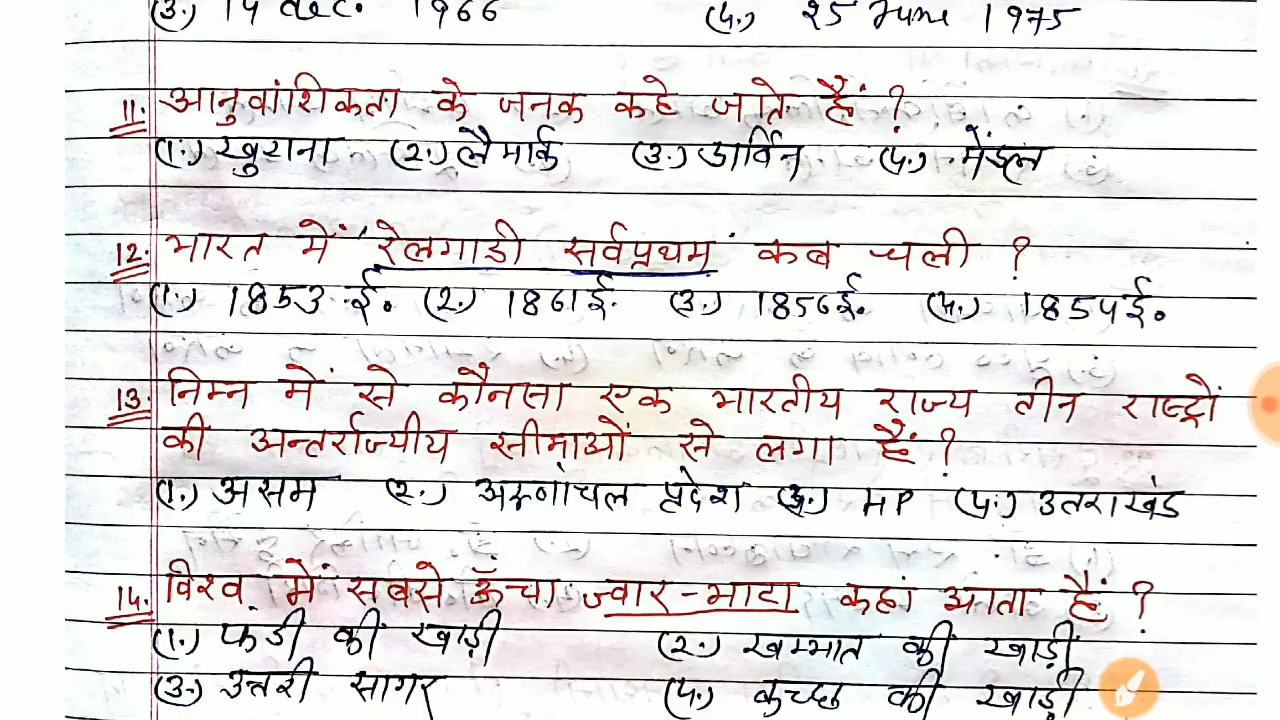 (3.) 14 dec. 1966 (4.) 25 June 1975
11. आनुवांशिकता के जनक कहे जाते हैं ?
(1.) खुराना (2.) लैमार्क (3.) डार्विन (4.) मेंडल
12. भारत में रेलगाडी सर्वप्रथम कब चली ?
(1.) 1853 ई. (2.) 1861 ई. (3.) 1856 ई. (4.) 1854 ई.
13. निम्न में से कौनसा एक भारतीय राज्य तीन राष्ट्रों
की अन्तर्राज्यीय सीमाओं से लगा हैं ?
(1.) असम (2.) अरूणांचल प्रदेश (3.) MP (4.) उतराखंड
14. विश्व में सबसे ऊँचा ज्वार-भाटा कहां आता हैं ?
(1.) फंडी की खाड़ी (2.) खम्भात की खाड़ी
(3.) उत्तरी सागर (4.) कच्छ की खाड़ी